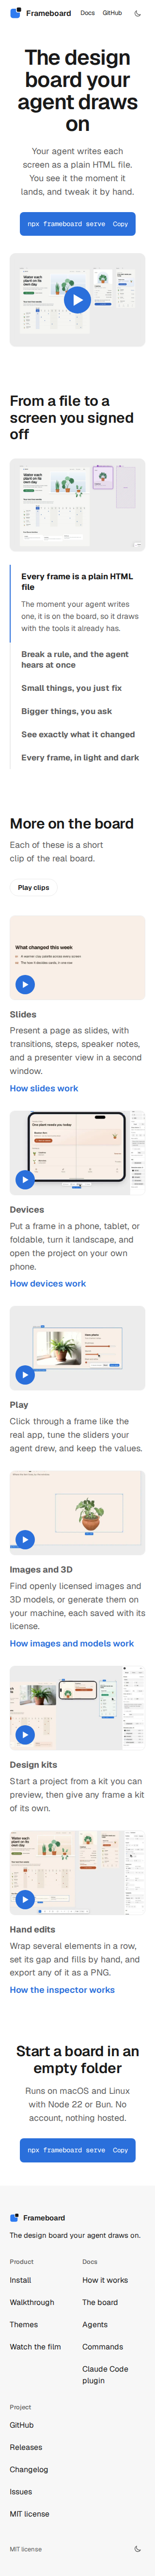 Frameboard Docs GitHub
The design
board your
agent draws
on
Your agent writes each
screen as a plain HTML file.
You see it the moment it
lands, and tweak it by hand.
npx frameboard serve Copy
From a file to a
screen you signed
off
Every frame is a plain HTML
file
The moment your agent writes
one, it is on the board, so it draws
with the tools it already has.
Break a rule, and the agent
hears at once
Small things, you just fix
Bigger things, you ask
See exactly what it changed
Every frame, in light and dark
More on the board
Each of these is a short
clip of the real board.
Play clips
What changed this week
Slides
Present a page as slides, with
transitions, steps, speaker notes,
and a presenter view in a second
window.
How slides work
Devices
Put a frame in a phone, tablet, or
foldable, turn it landscape, and
open the project on your own
phone.
How devices work
Play
Click through a frame like the
real app, tune the sliders your
agent drew, and keep the values.
Images and 3D
Find openly licensed images and
3D models, or generate them on
your machine, each saved with its
license.
How images and models work
Design kits
Start a project from a kit you can
preview, then give any frame a kit
of its own.
Hand edits
Wrap several elements in a row,
set its gap and fills by hand, and
export any of it as a PNG.
How the inspector works
Start a board in an
empty folder
Runs on macOS and Linux
with Node 22 or Bun. No
account, nothing hosted.
npx frameboard serve Copy
Frameboard
The design board your agent draws on.
Product
Install
Walkthrough
Themes
Watch the film
Docs
How it works
The board
Agents
Commands
Claude Code
plugin
Project
GitHub
Releases
Changelog
Issues
MIT license
MIT license